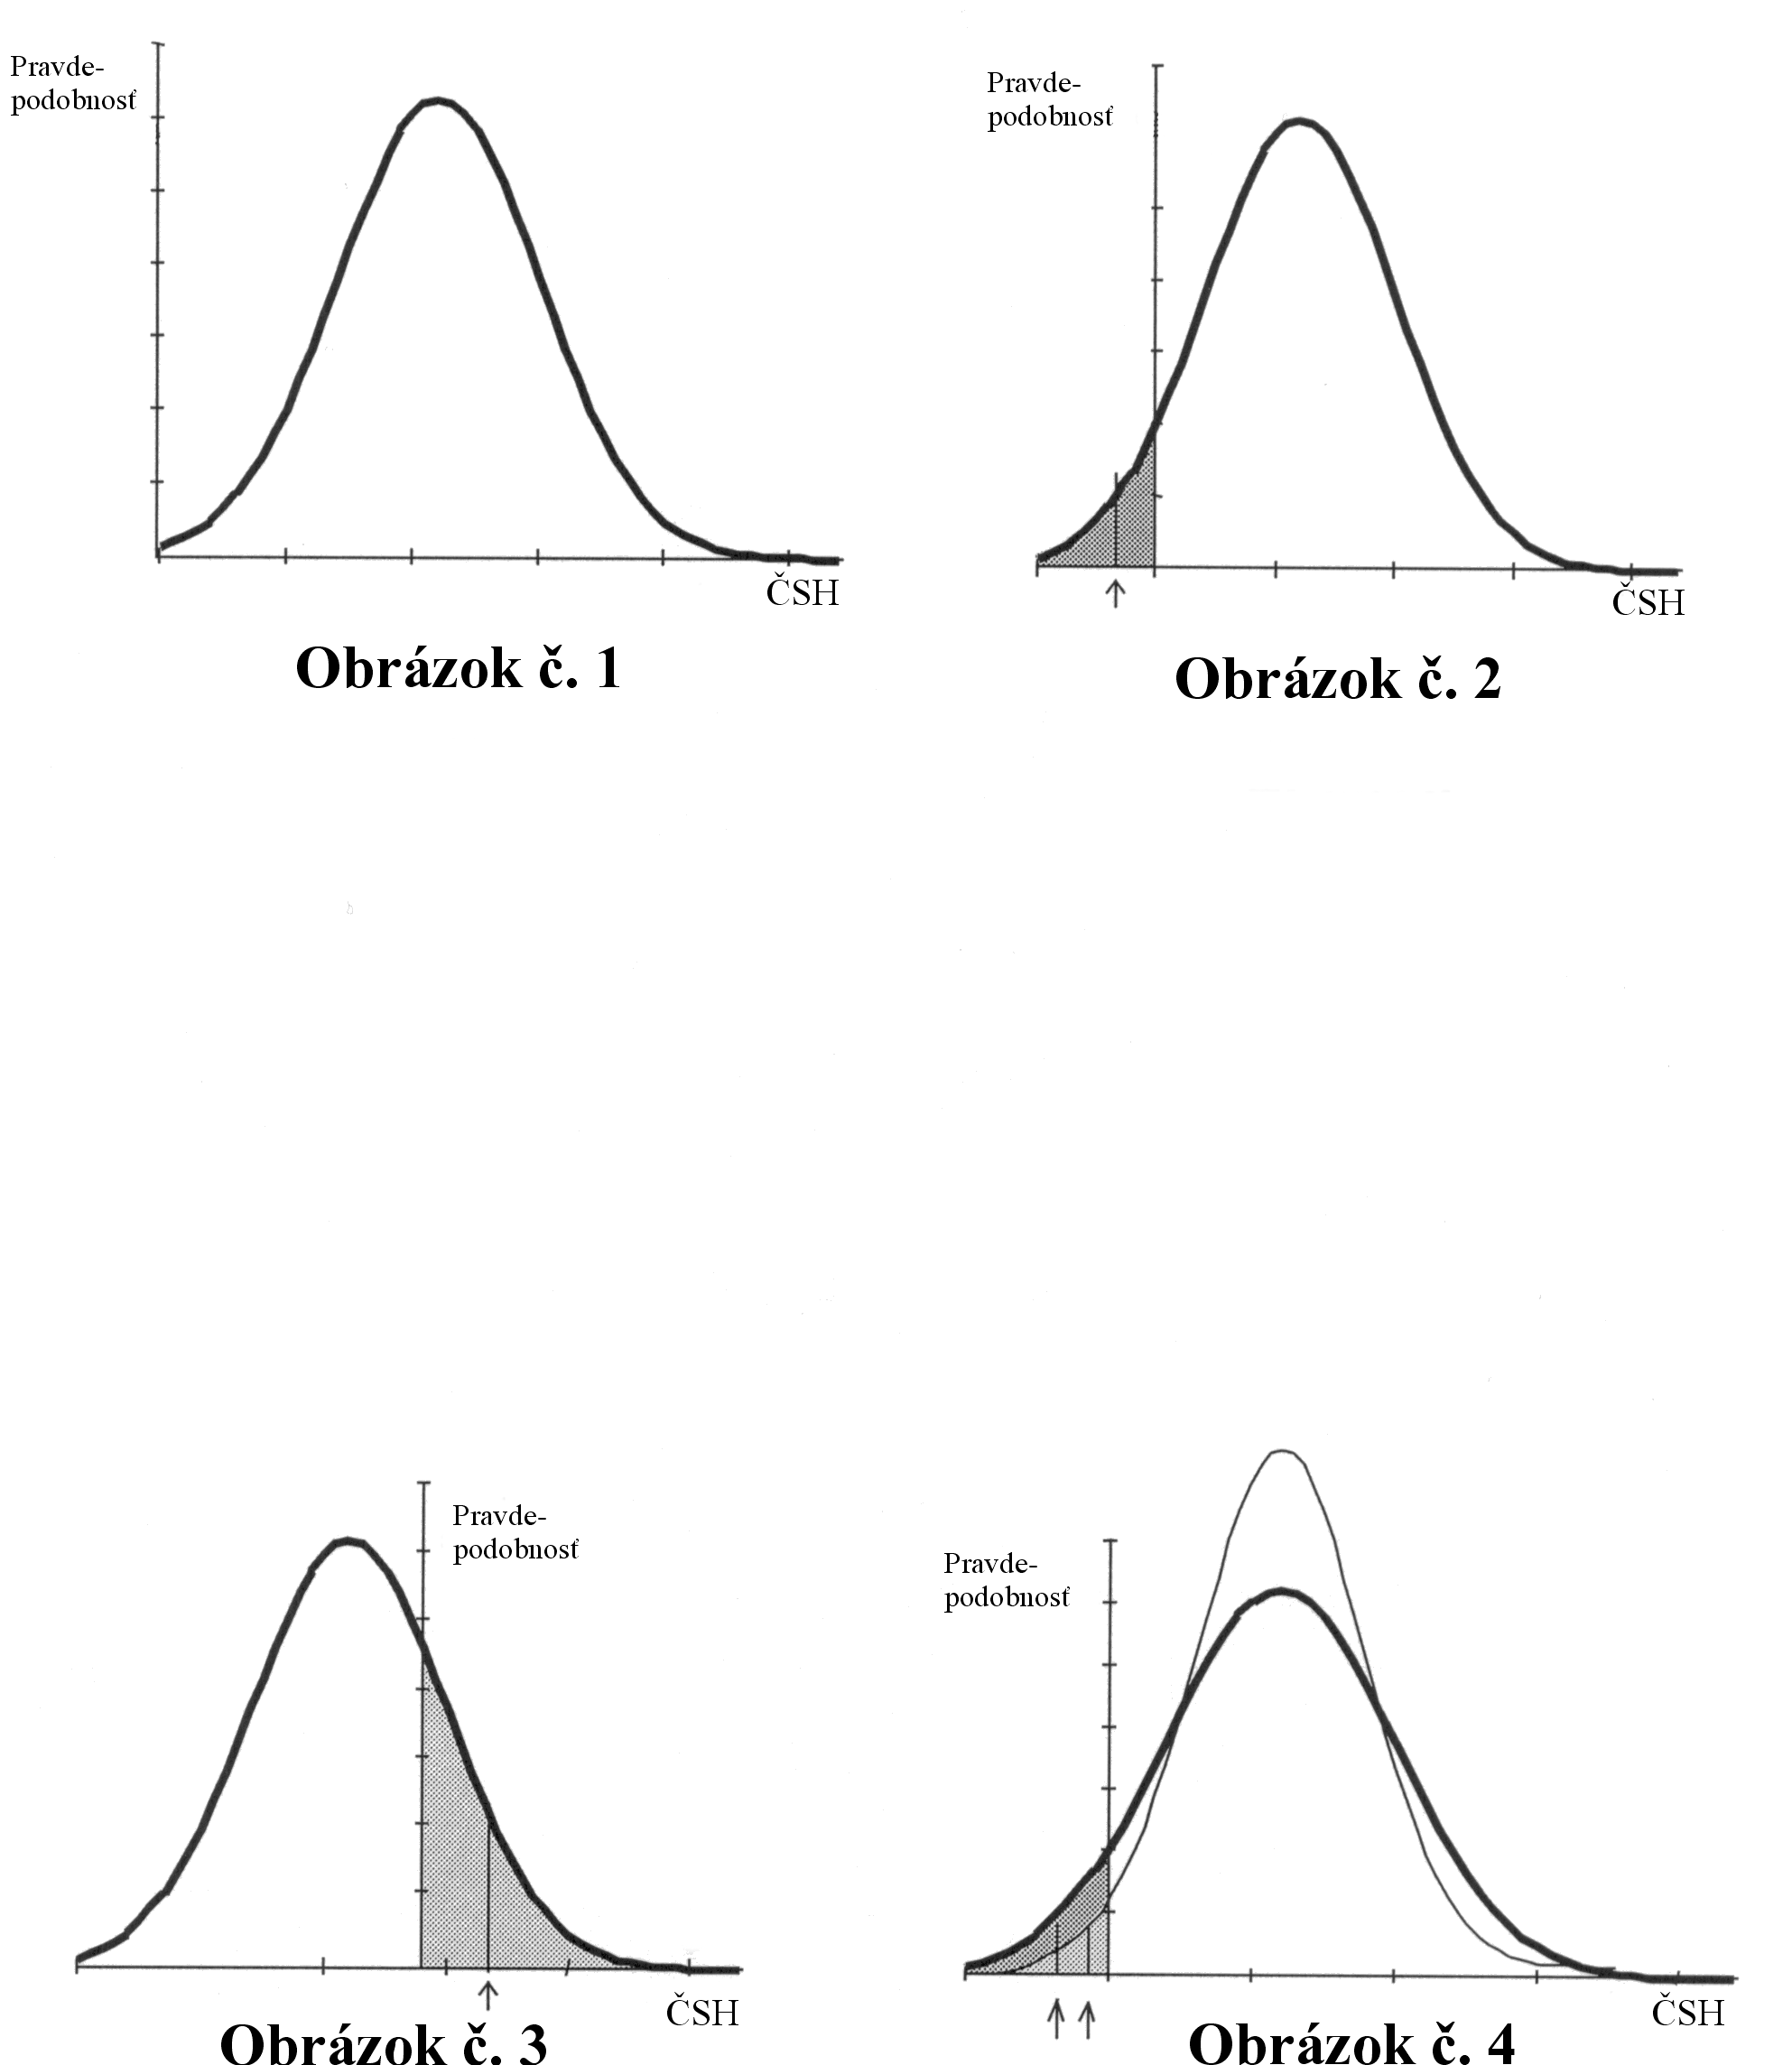 Pravde-
podobnosť
ČSH
Obrázok č. 1
Pravde-
podobnosť
ČSH
Obrázok č. 2
Pravde-
podobnosť
ČSH
Obrázok č. 3
Pravde-
podobnosť
ČSH
Obrázok č. 4